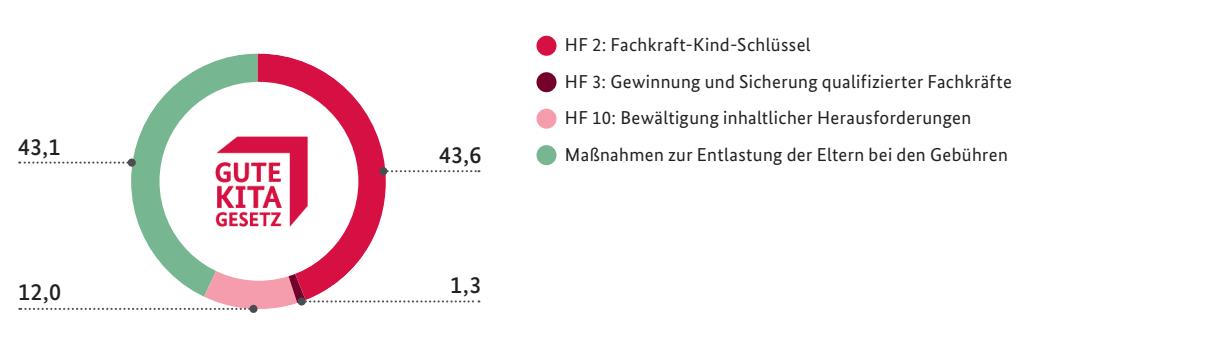 43,1
43,6
GUTE
KITA
GESETZ
12,0
1,3
HF 2: Fachkraft-Kind-Schlüssel
HF 3: Gewinnung und Sicherung qualifizierter Fachkräfte
HF 10: Bewältigung inhaltlicher Herausforderungen
Maßnahmen zur Entlastung der Eltern bei den Gebühren